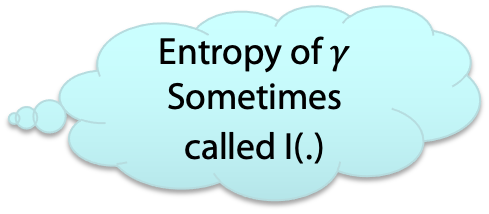 Entropy of γ
Sometimes
called I(.)